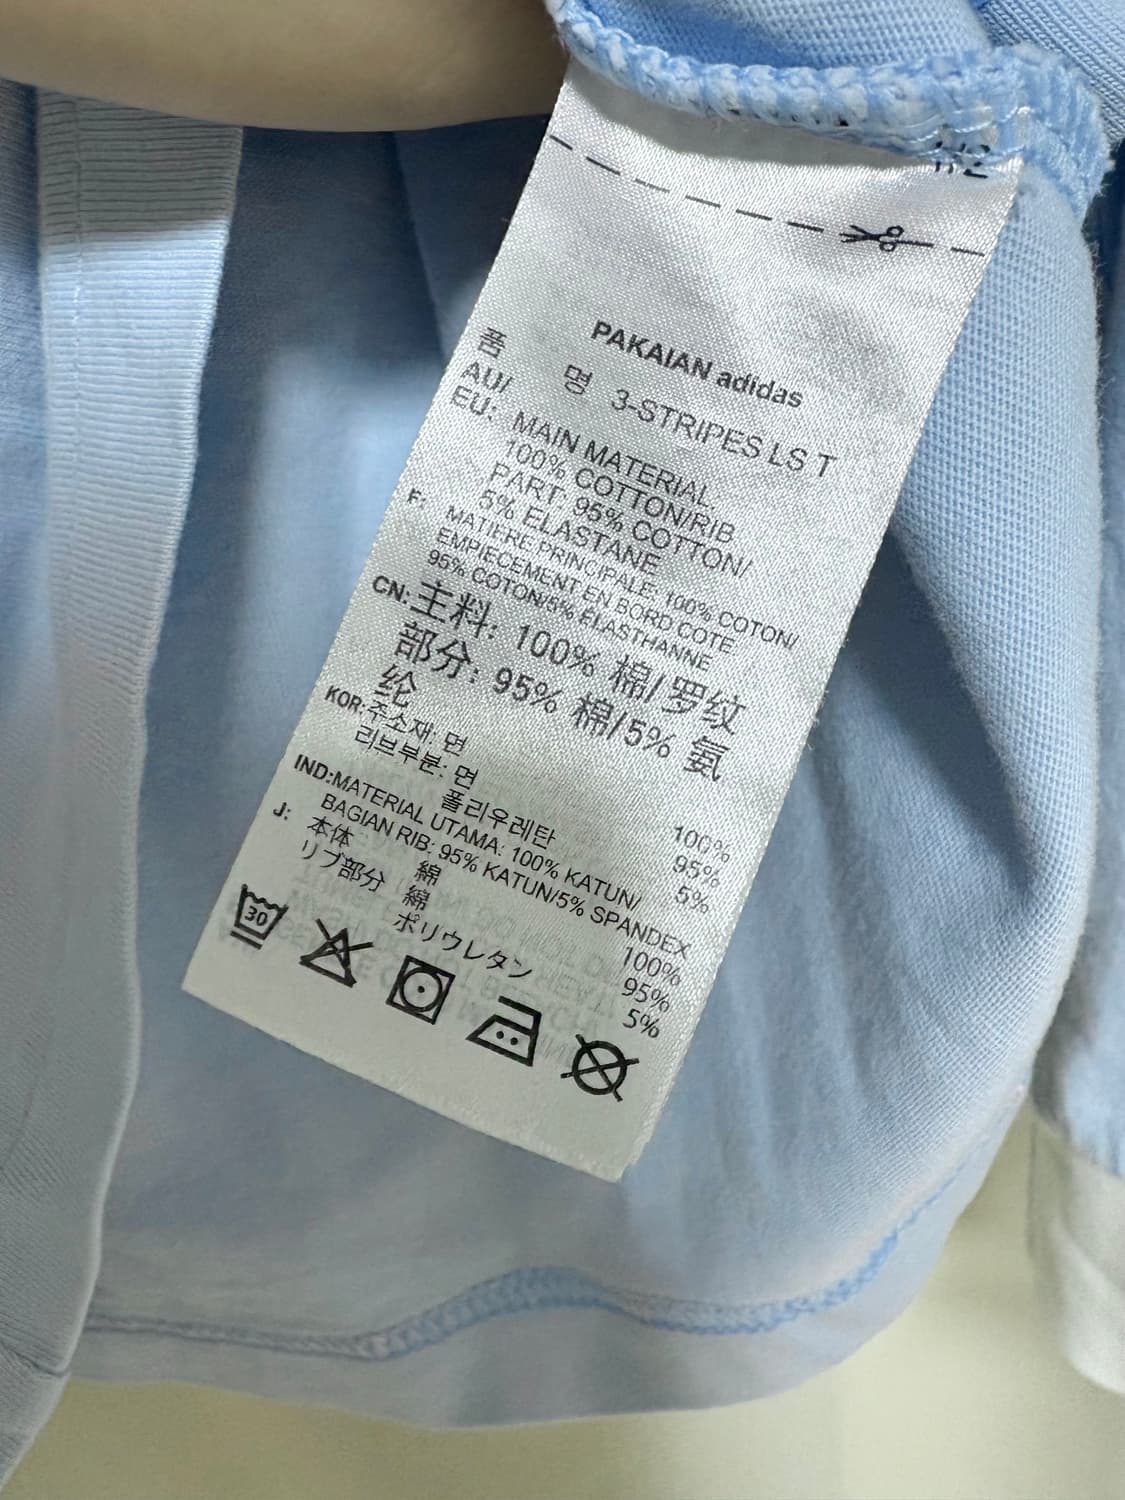 PAKAIAN adidas
품 명 3-STRIPES LS T
AU/
EU: MAIN MATERIAL:
100% COTTON/RIB
PART: 95% COTTON/
5% ELASTANE
F: MATIERE PRINCIPALE: 100% COTON/
EMPIECEMENT EN BORD COTE
95% COTON/5% ELASTHANNE
CN: 主料: 100% 棉/罗纹
部分: 95% 棉/5% 氨
纶
KOR: 주소재: 면 100%
리브부분: 면 95%
폴리우레탄 5%
IND: MATERIAL UTAMA: 100% KATUN/
BAGIAN RIB: 95% KATUN/5% SPANDEX
J: 本体 綿 100%
リブ部分 綿 95%
ポリウレタン 5%
30